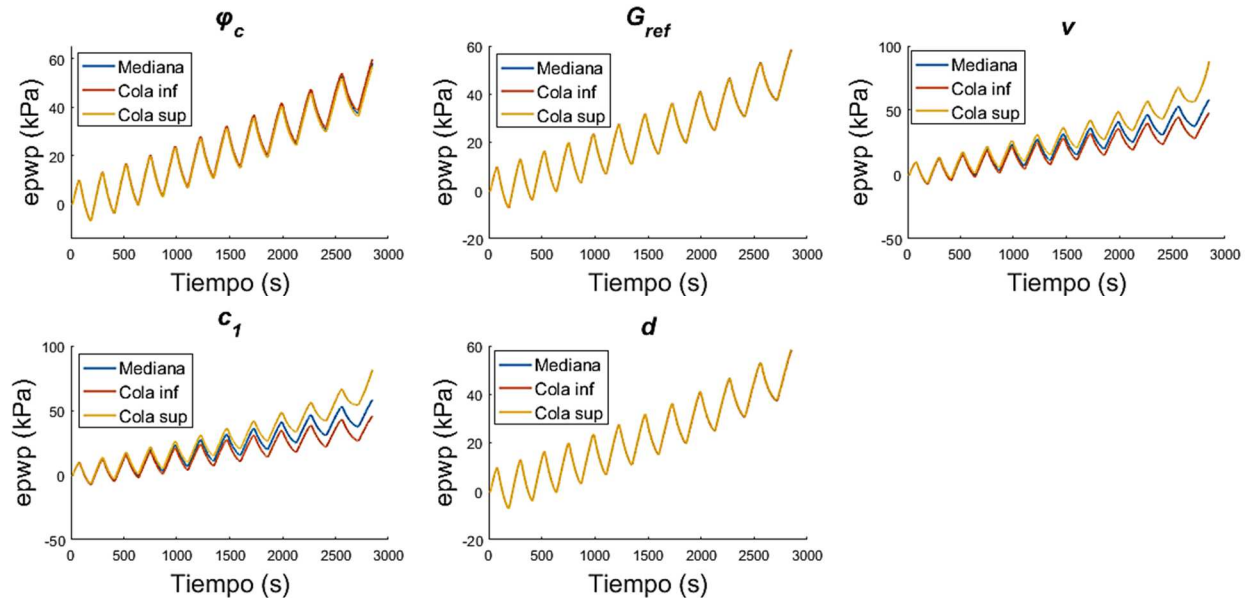 φc
epwp (kPa)
60
40
20
0
Mediana
Cola inf
Cola sup
0 500 1000 1500 2000 2500 3000
Tiempo (s)
Gref
epwp (kPa)
60
40
20
0
-20
Mediana
Cola inf
Cola sup
0 500 1000 1500 2000 2500 3000
Tiempo (s)
v
epwp (kPa)
100
50
0
-50
Mediana
Cola inf
Cola sup
0 500 1000 1500 2000 2500 3000
Tiempo (s)
c1
epwp (kPa)
100
50
0
-50
Mediana
Cola inf
Cola sup
0 500 1000 1500 2000 2500 3000
Tiempo (s)
d
epwp (kPa)
60
40
20
0
-20
Mediana
Cola inf
Cola sup
0 500 1000 1500 2000 2500 3000
Tiempo (s)